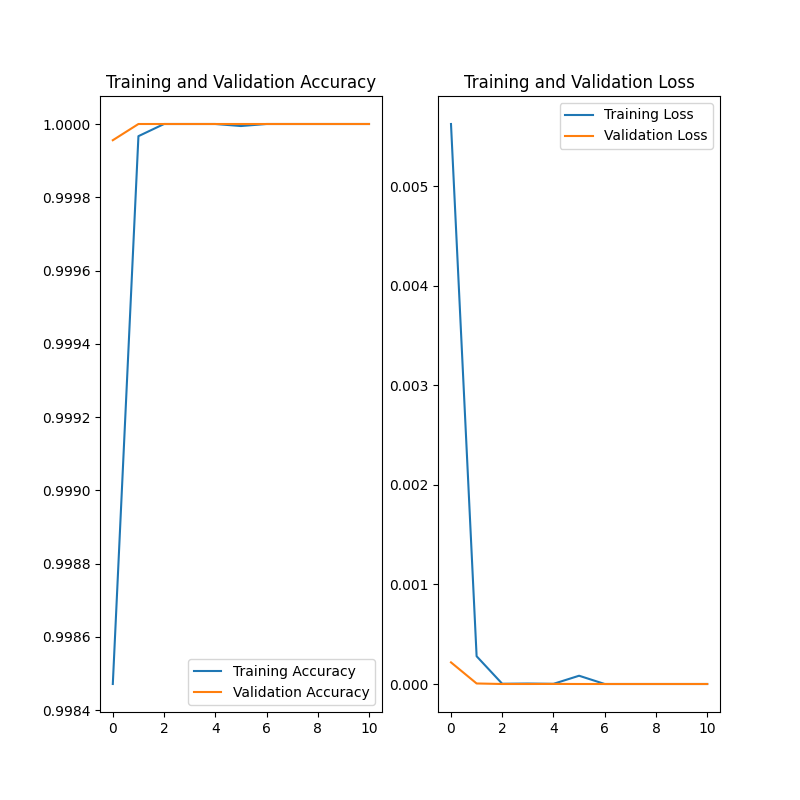 Training and Validation Accuracy
1.0000
0.9998
0.9996
0.9994
0.9992
0.9990
0.9988
0.9986
0.9984
Training Accuracy
Validation Accuracy
0 2 4 6 8 10
Training and Validation Loss
Training Loss
Validation Loss
0.005
0.004
0.003
0.002
0.001
0.000
0 2 4 6 8 10